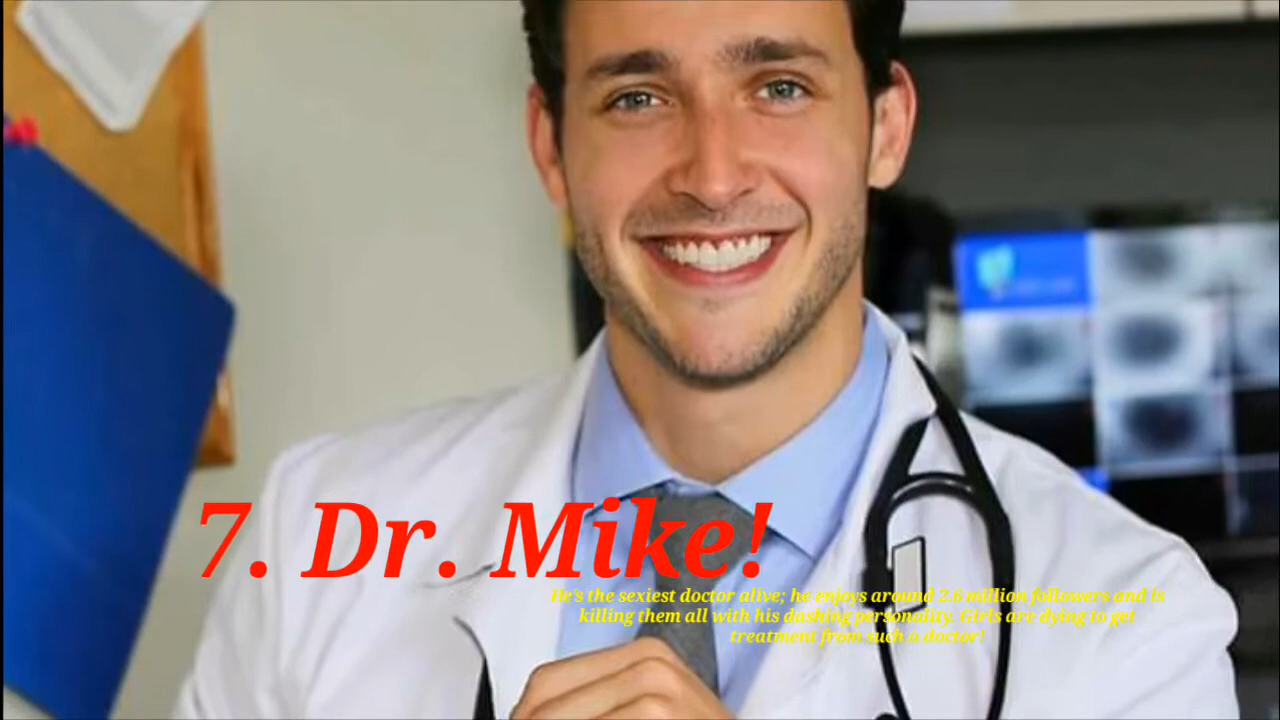 7. Dr. Mike!
He's the sexiest doctor alive; he enjoys around 2.6 million followers and is
killing them all with his dashing personality. Girls are dying to get
treatment from such a doctor!